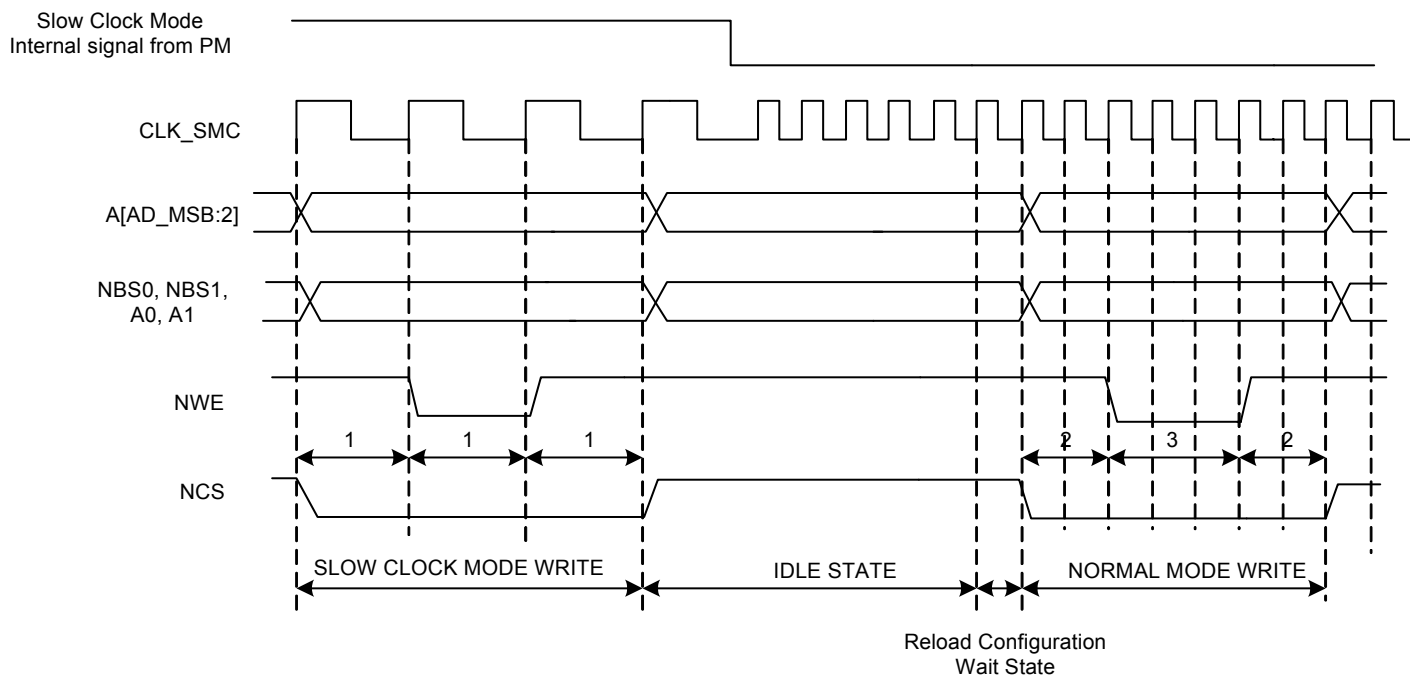 Slow Clock Mode
Internal signal from PM
CLK_SMC
A[AD_MSB:2]
NBS0, NBS1,
A0, A1
NWE
1 1 1 2 3 2
NCS
SLOW CLOCK MODE WRITE IDLE STATE NORMAL MODE WRITE
Reload Configuration
Wait State